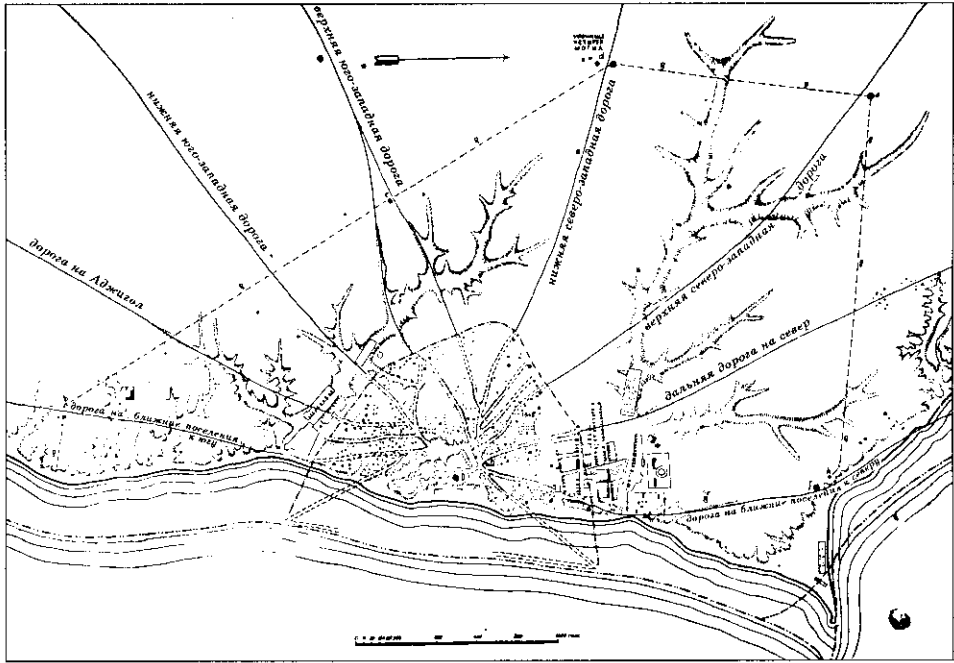 верхняя юго-западная дорога
нижняя юго-западная дорога
дорога на Аджигол
дорога на ближние поселения
к югу
нижняя северо-западная дорога
верхняя северо-западная дорога
дальняя дорога на север
дорога на ближние поселения к северу